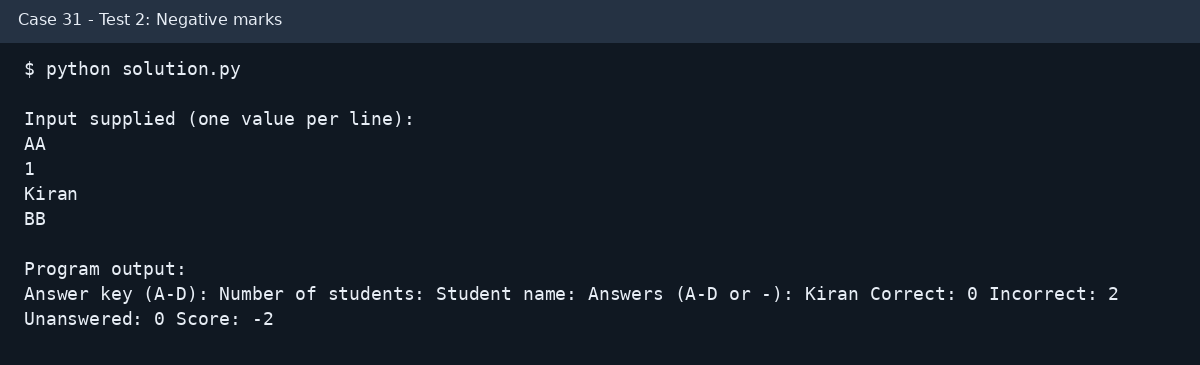 Case 31 - Test 2: Negative marks
$ python solution.py
Input supplied (one value per line):
AA
1
Kiran
BB
Program output:
Answer key (A-D): Number of students: Student name: Answers (A-D or -): Kiran Correct: 0 Incorrect: 2
Unanswered: 0 Score: -2